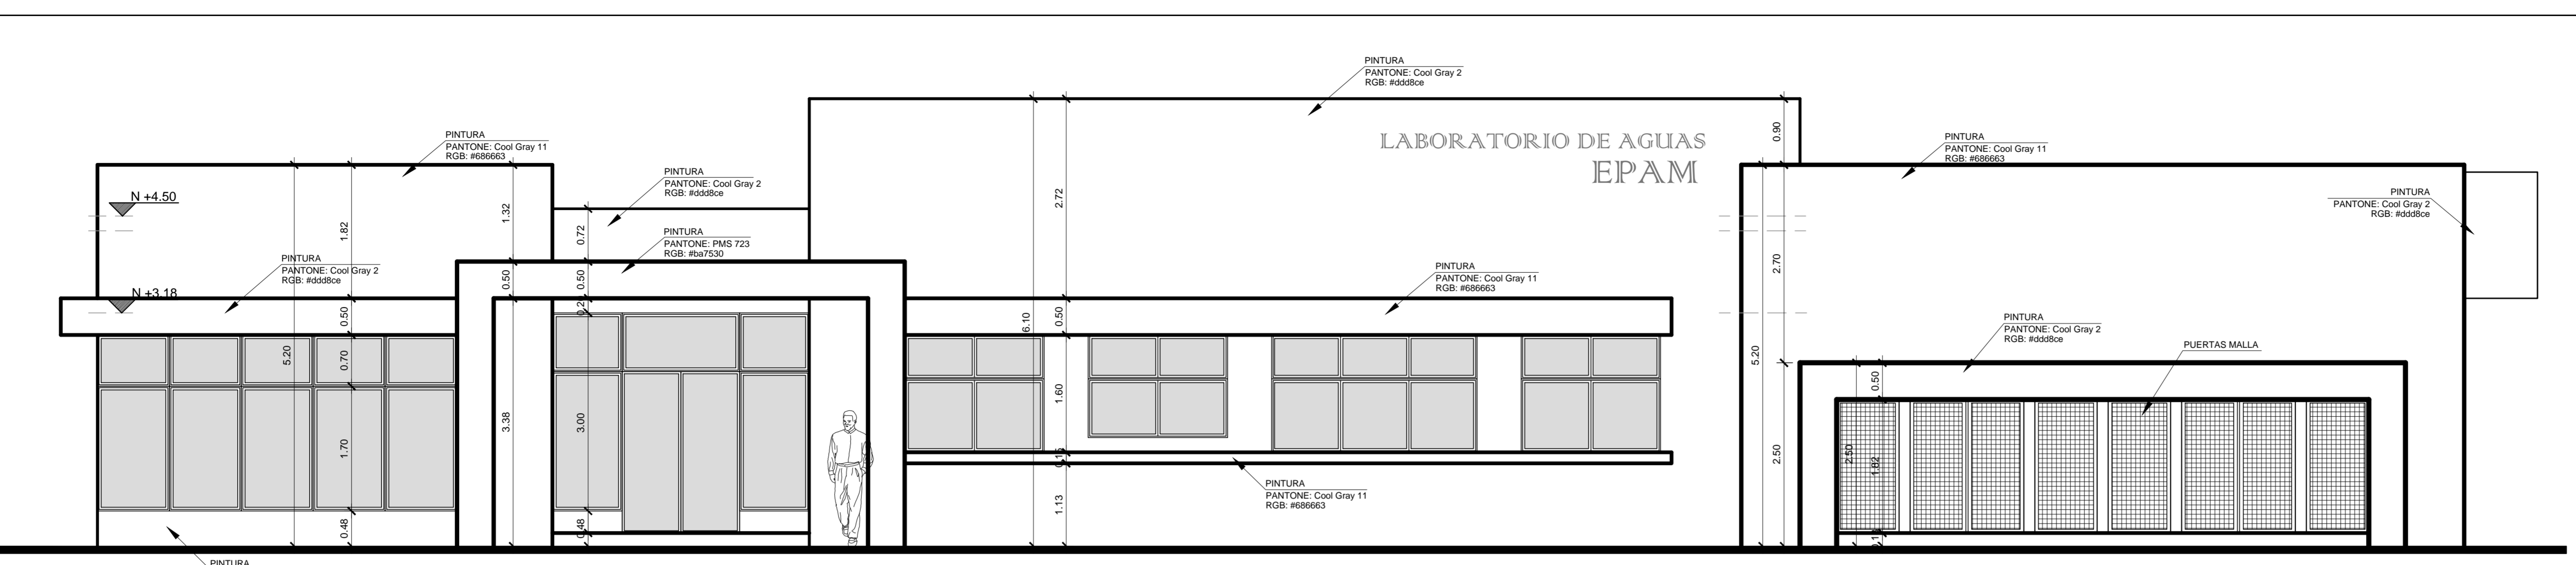 PINTURA
PANTONE: Cool Gray 2
RGB: #ddd8ce
LABORATORIO DE AGUAS
EPAM
0.90
PINTURA
PANTONE: Cool Gray 11
RGB: #686663
PINTURA
PANTONE: Cool Gray 11
RGB: #686663
PINTURA
PANTONE: Cool Gray 2
RGB: #ddd8ce
N +4.50
1.82
1.32
0.72
2.72
PINTURA
PANTONE: Cool Gray 2
RGB: #ddd8ce
PINTURA
PANTONE: PMS 723
RGB: #ba7530
PINTURA
PANTONE: Cool Gray 2
RGB: #ddd8ce
N +3.18
0.50
0.50
2.70
PINTURA
PANTONE: Cool Gray 11
RGB: #686663
0.50
5.20
0.70
6.10
0.50
5.20
PINTURA
PANTONE: Cool Gray 2
RGB: #ddd8ce
PUERTAS MALLA
0.50
1.70
3.38
3.00
1.60
2.50
2.50
1.82
0.48
0.48
1.13
PINTURA
PANTONE: Cool Gray 11
RGB: #686663
PINTURA